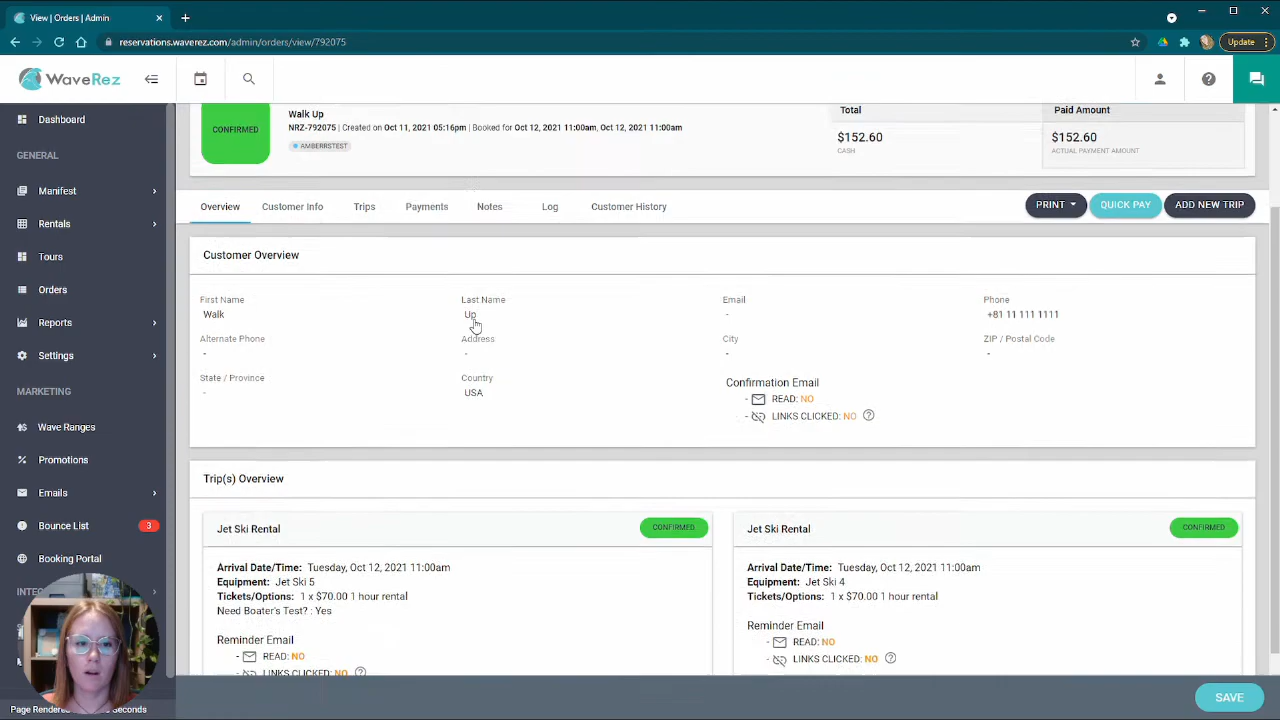 View | Orders | Admin
reservations.waverez.com/admin/orders/view/792075
Update
WaveRez
Dashboard
GENERAL
Manifest
Rentals
Tours
Orders
Reports
Settings
MARKETING
Wave Ranges
Promotions
Emails
Bounce List 3
Booking Portal
INTEG
Page Rendered
Seconds
CONFIRMED
Walk Up
NRZ-792075 | Created on Oct 11, 2021 05:16pm | Booked for Oct 12, 2021 11:00am, Oct 12, 2021 11:00am
AMBERRSTEST
Total
$152.60
CASH
Paid Amount
$152.60
ACTUAL PAYMENT AMOUNT
Overview Customer Info Trips Payments Notes Log Customer History
PRINT QUICK PAY ADD NEW TRIP
Customer Overview
First Name Last Name Email Phone
Walk Up - +81 11 111 1111
Alternate Phone Address City ZIP / Postal Code
- - - -
State / Province Country
- USA
Confirmation Email
- READ: NO
- LINKS CLICKED: NO
Trip(s) Overview
Jet Ski Rental CONFIRMED
Arrival Date/Time: Tuesday, Oct 12, 2021 11:00am
Equipment: Jet Ski 5
Tickets/Options: 1 x $70.00 1 hour rental
Need Boater's Test? : Yes
Reminder Email
- READ: NO
- LINKS CLICKED: NO
Jet Ski Rental CONFIRMED
Arrival Date/Time: Tuesday, Oct 12, 2021 11:00am
Equipment: Jet Ski 4
Tickets/Options: 1 x $70.00 1 hour rental
Reminder Email
- READ: NO
- LINKS CLICKED: NO
SAVE